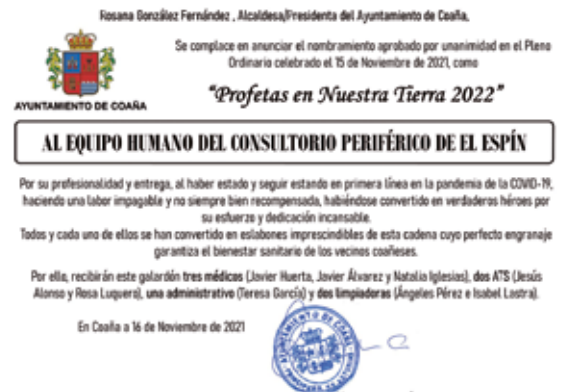 Rosana González Fernández , Alcaldesa/Presidenta del Ayuntamiento de Coaña,
Se complace en anunciar el nombramiento aprobado por unanimidad en el Pleno
Ordinario celebrado el 15 de Noviembre de 2021, como
"Profetas en Nuestra Tierra 2022"
AYUNTAMIENTO DE COAÑA
AL EQUIPO HUMANO DEL CONSULTORIO PERIFÉRICO DE EL ESPÍN
Por su profesionalidad y entrega, al haber estado y seguir estando en primera línea en la pandemia de la COVID-19,
haciendo una labor impagable y no siempre bien recompensada, habiéndose convertido en verdaderos héroes por
su esfuerzo y dedicación incansable.
Todos y cada uno de ellos se han convertido en eslabones imprescindibles de esta cadena cuyo perfecto engranaje
garantiza el bienestar sanitario de los vecinos coañeses.
Por ello, recibirán este galardón tres médicos (Javier Huerta, Javier Álvarez y Natalia Iglesias), dos ATS (Jesús
Alonso y Rosa Luquero), una administrativo (Teresa García) y dos limpiadoras (Ángeles Pérez e Isabel Lastra).
En Coaña a 16 de Noviembre de 2021
AYUNTAMIENTO DE COAÑA